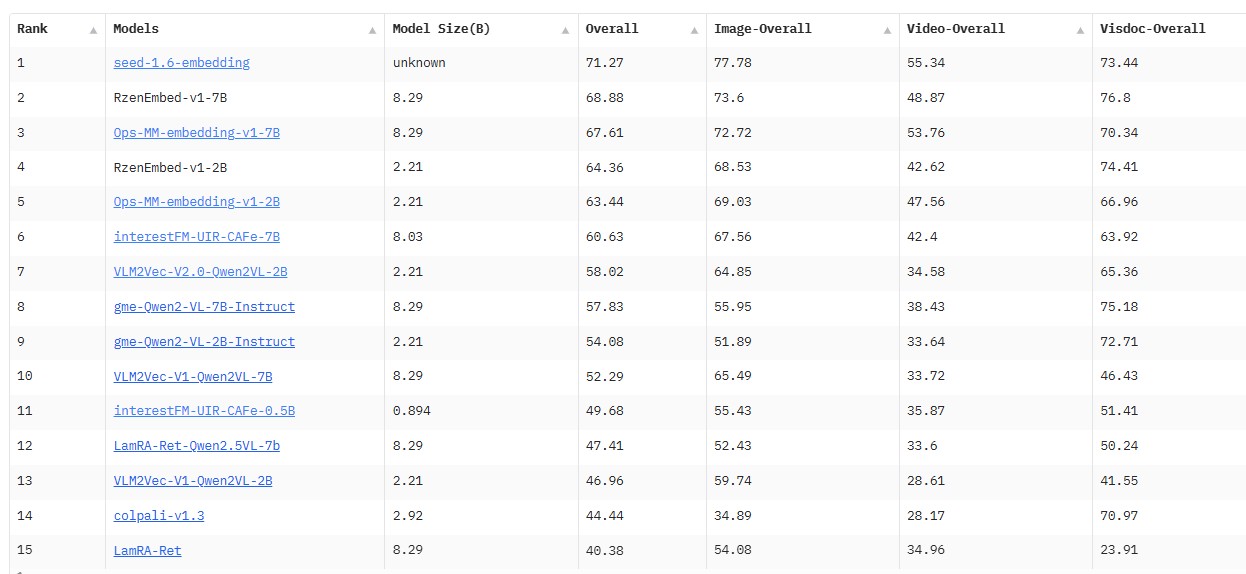 Rank Models Model Size(B) Overall Image-Overall Video-Overall Visdoc-Overall
1 seed-1.6-embedding unknown 71.27 77.78 55.34 73.44
2 RzenEmbed-v1-7B 8.29 68.88 73.6 48.87 76.8
3 Ops-MM-embedding-v1-7B 8.29 67.61 72.72 53.76 70.34
4 RzenEmbed-v1-2B 2.21 64.36 68.53 42.62 74.41
5 Ops-MM-embedding-v1-2B 2.21 63.44 69.03 47.56 66.96
6 interestFM-UIR-CAFe-7B 8.03 60.63 67.56 42.4 63.92
7 VLM2Vec-V2.0-Qwen2VL-2B 2.21 58.02 64.85 34.58 65.36
8 gme-Qwen2-VL-7B-Instruct 8.29 57.83 55.95 38.43 75.18
9 gme-Qwen2-VL-2B-Instruct 2.21 54.08 51.89 33.64 72.71
10 VLM2Vec-V1-Qwen2VL-7B 8.29 52.29 65.49 33.72 46.43
11 interestFM-UIR-CAFe-0.5B 0.894 49.68 55.43 35.87 51.41
12 LamRA-Ret-Qwen2.5VL-7b 8.29 47.41 52.43 33.6 50.24
13 VLM2Vec-V1-Qwen2VL-2B 2.21 46.96 59.74 28.61 41.55
14 colpali-v1.3 2.92 44.44 34.89 28.17 70.97
15 LamRA-Ret 8.29 40.38 54.08 34.96 23.91